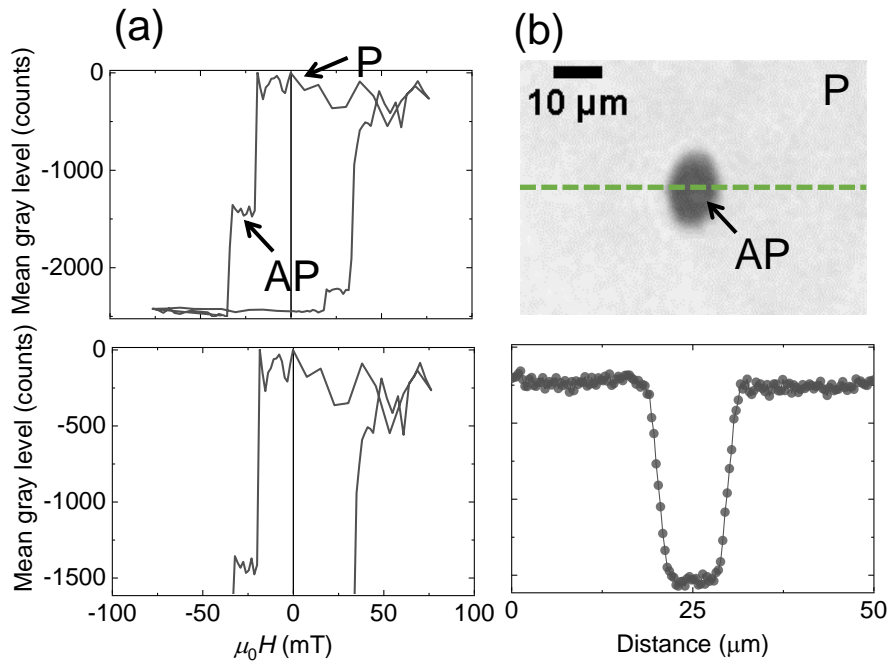 (a)
(b)
Mean gray level (counts)
0
-1000
-2000
P
AP
10 µm
P
AP
Mean gray level (counts)
0
-500
-1000
-1500
-100
-50
0
50
100
µ₀H (mT)
0
25
50
Distance (µm)